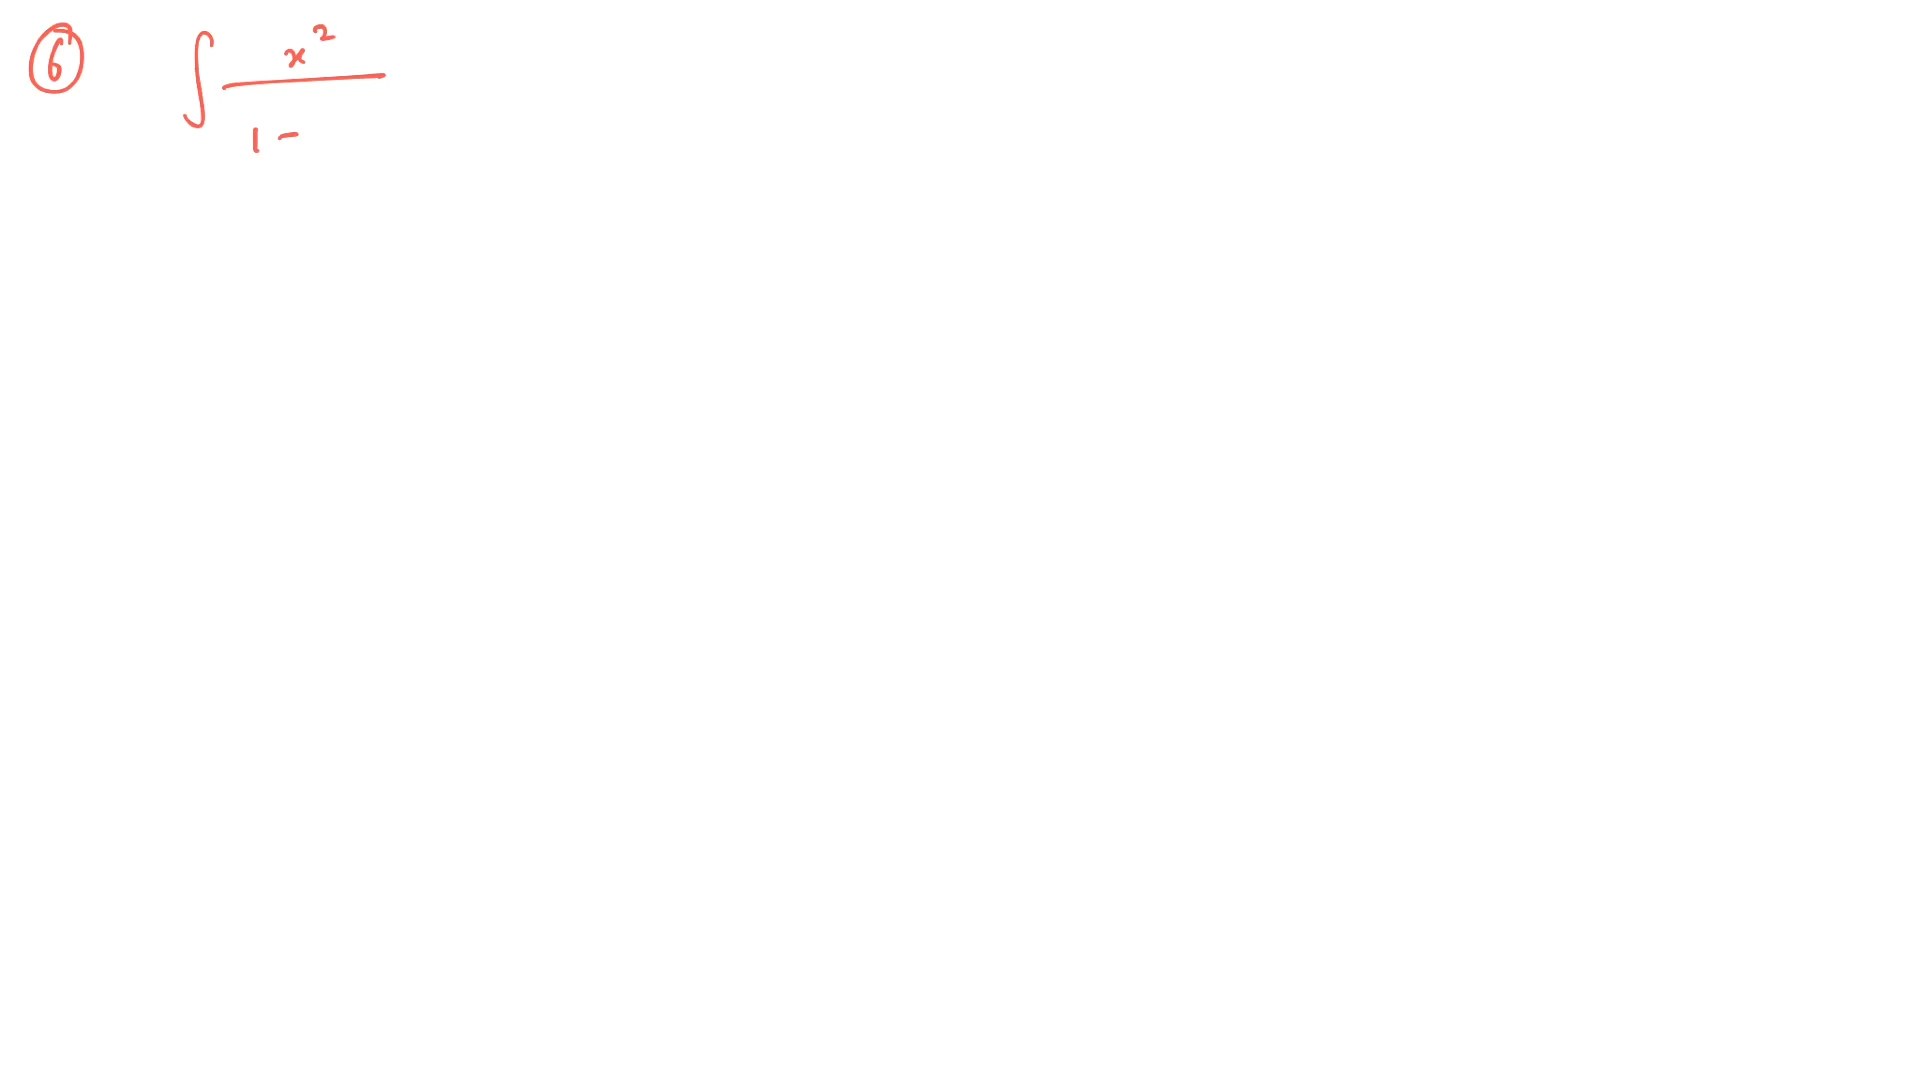 ⑥ ∫ x² / 1 -